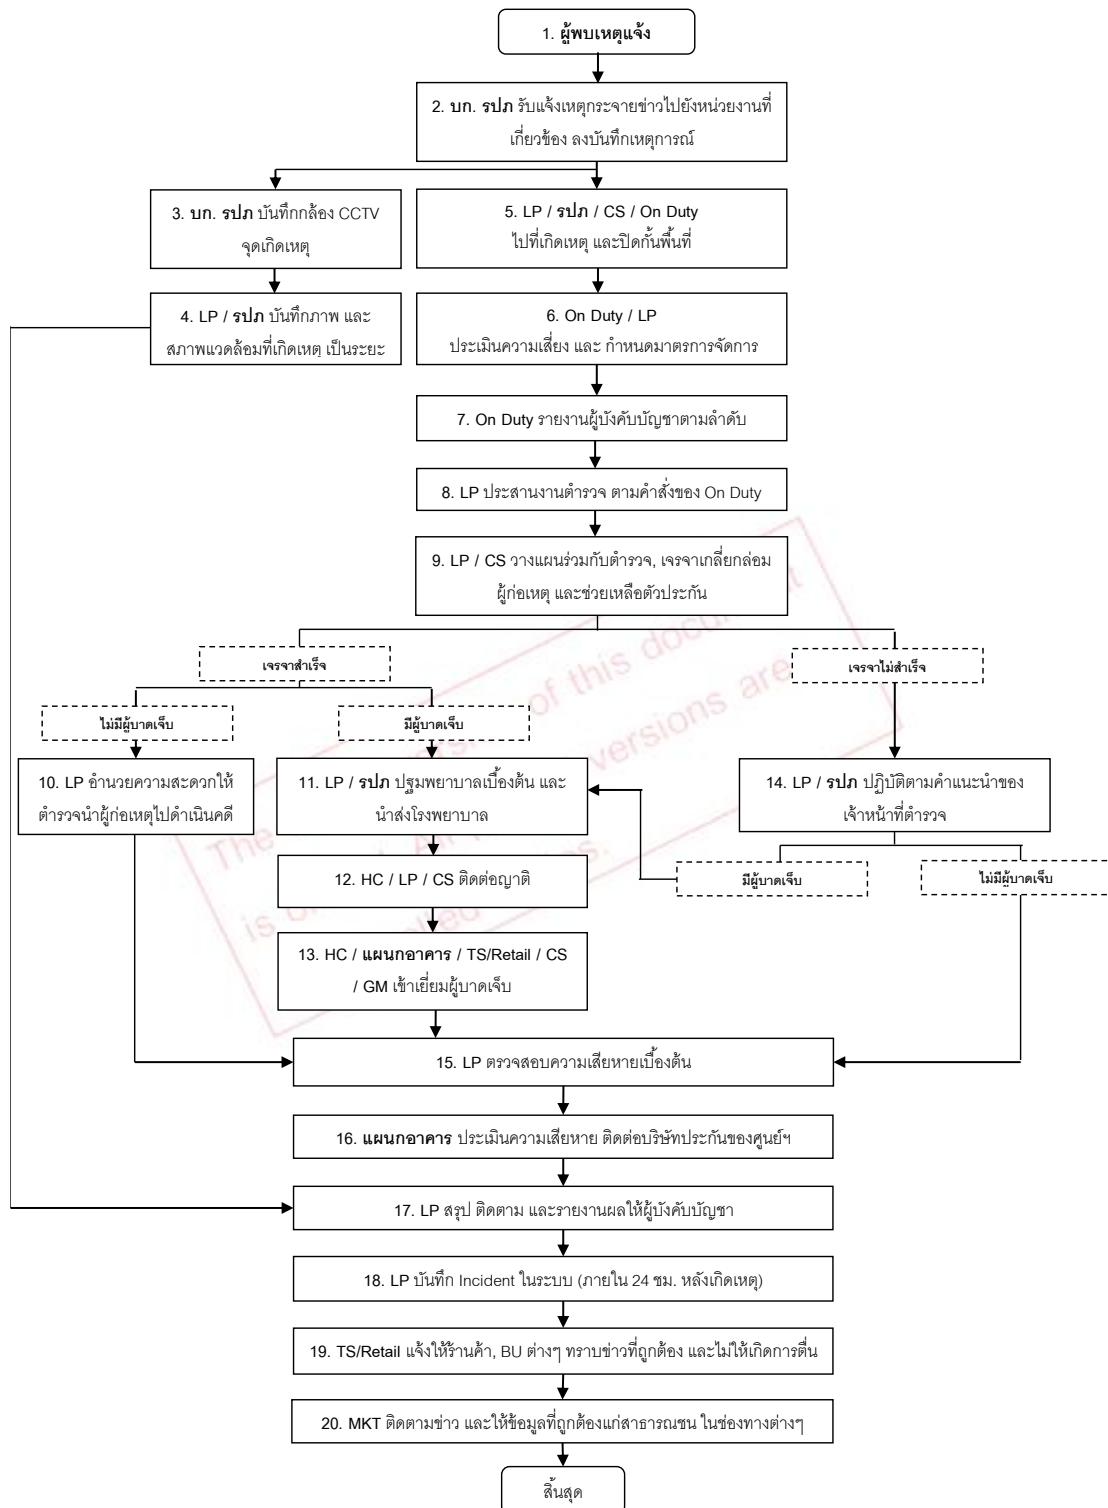 1. ผู้พบเหตุแจ้ง
2. บก. รปภ รับแจ้งเหตุกระจายข่าวไปยังหน่วยงานที่
เกี่ยวข้อง ลงบันทึกเหตุการณ์
3. บก. รปภ บันทึกกล้อง CCTV
จุดเกิดเหตุ
5. LP / รปภ / CS / On Duty
ไปที่เกิดเหตุ และปิดกั้นพื้นที่
4. LP / รปภ บันทึกภาพ และ
สภาพแวดล้อมที่เกิดเหตุ เป็นระยะ
6. On Duty / LP
ประเมินความเสี่ยง และ กำหนดมาตรการจัดการ
7. On Duty รายงานผู้บังคับบัญชาตามลำดับ
8. LP ประสานงานตำรวจ ตามคำสั่งของ On Duty
9. LP / CS วางแผนร่วมกับตำรวจ, เจรจาเกลี่ยกล่อม
ผู้ก่อเหตุ และช่วยเหลือตัวประกัน
เจรจาสำเร็จ
เจรจาไม่สำเร็จ
ไม่มีผู้บาดเจ็บ
มีผู้บาดเจ็บ
10. LP อำนวยความสะดวกให้
ตำรวจนำผู้ก่อเหตุไปดำเนินคดี
11. LP / รปภ ปฐมพยาบาลเบื้องต้น และ
นำส่งโรงพยาบาล
14. LP / รปภ ปฏิบัติตามคำแนะนำของ
เจ้าหน้าที่ตำรวจ
มีผู้บาดเจ็บ
ไม่มีผู้บาดเจ็บ
12. HC / LP / CS ติดต่อญาติ
13. HC / แผนกอาคาร / TS/Retail / CS
/ GM เข้าเยี่ยมผู้บาดเจ็บ
15. LP ตรวจสอบความเสียหายเบื้องต้น
16. แผนกอาคาร ประเมินความเสียหาย ติดต่อบริษัทประกันของศูนย์ฯ
17. LP สรุป ติดตาม และรายงานผลให้ผู้บังคับบัญชา
18. LP บันทึก Incident ในระบบ (ภายใน 24 ชม. หลังเกิดเหตุ)
19. TS/Retail แจ้งให้ร้านค้า, BU ต่างๆ ทราบข่าวที่ถูกต้อง และไม่ให้เกิดการตื่น
20. MKT ติดตามข่าว และให้ข้อมูลที่ถูกต้องแก่สาธารณชน ในช่องทางต่างๆ
สิ้นสุด
The of this
versions are
is